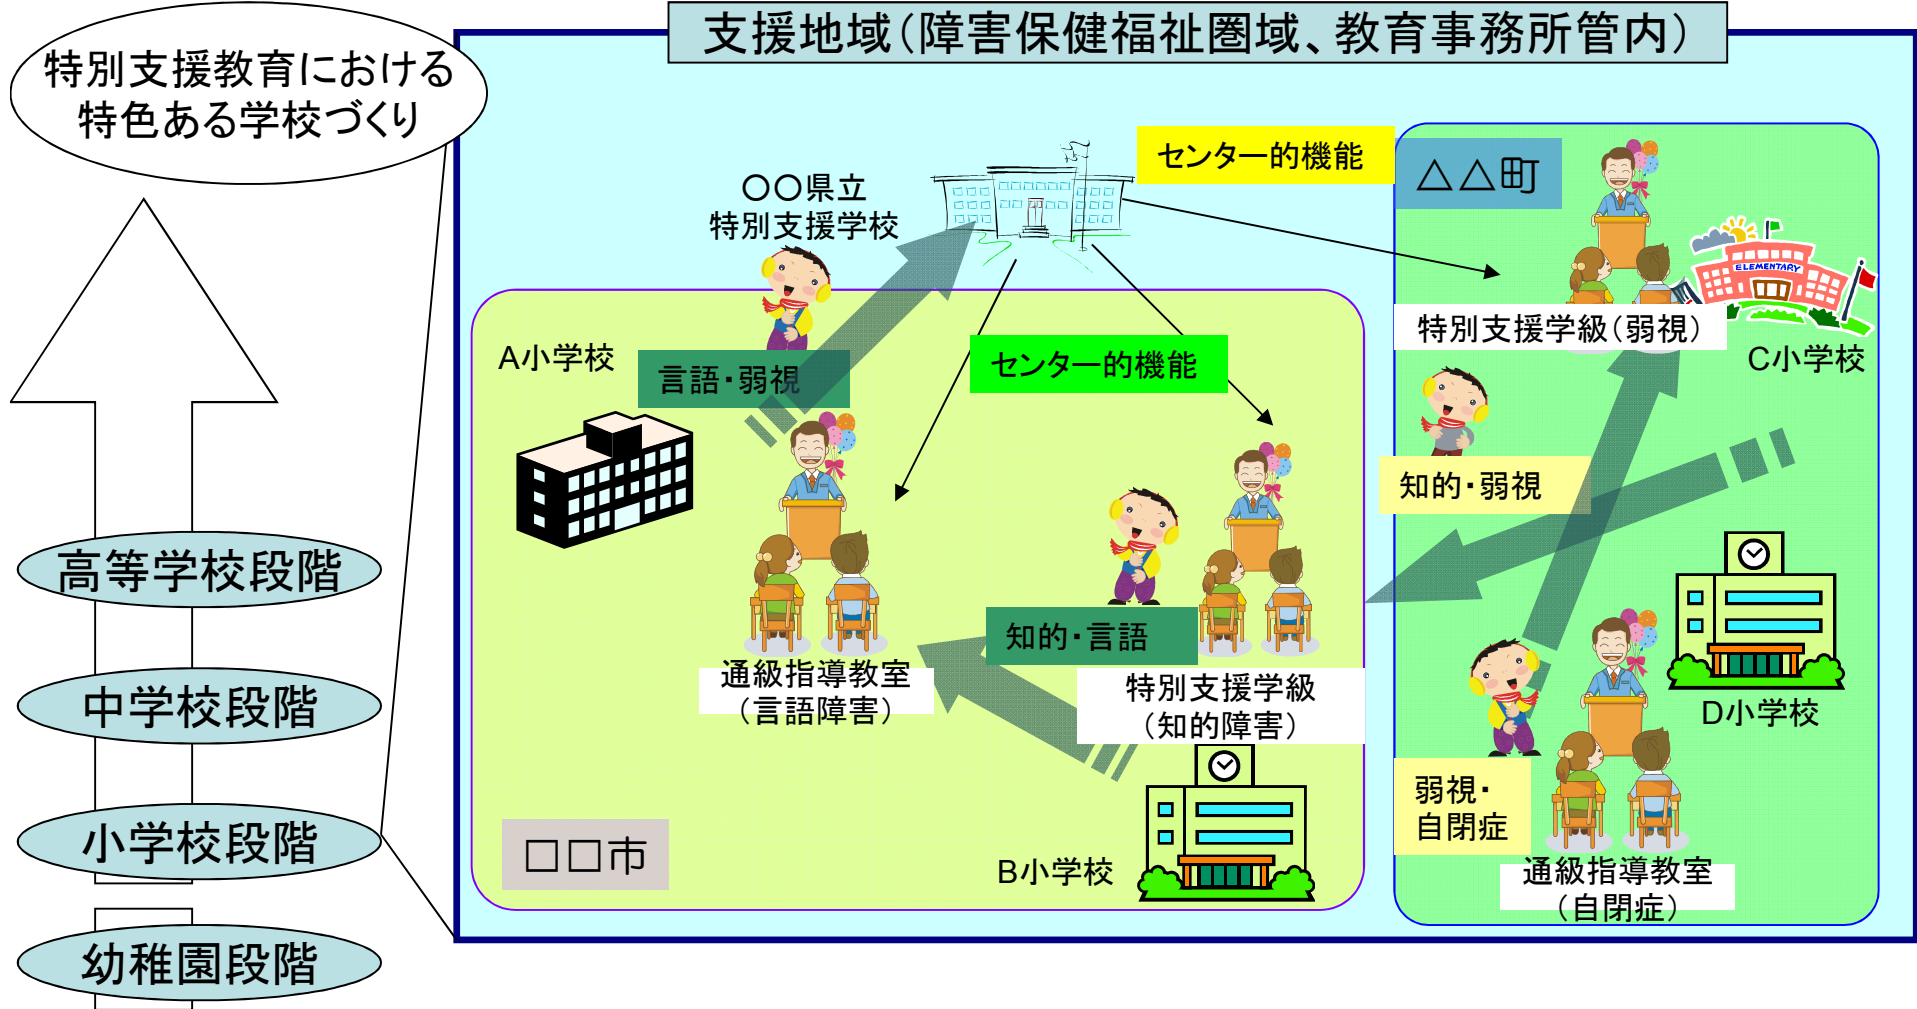 支援地域（障害保健福祉圏域、教育事務所管内）
特別支援教育における
特色ある学校づくり
高等学校段階
中学校段階
小学校段階
幼稚園段階
〇〇県立
特別支援学校
センター的機能
A小学校
言語・弱視
センター的機能
通級指導教室
（言語障害）
知的・言語
特別支援学級
（知的障害）
B小学校
□□市
△△町
ELEMENTARY
特別支援学級（弱視）
C小学校
知的・弱視
D小学校
弱視・
自閉症
通級指導教室
（自閉症）